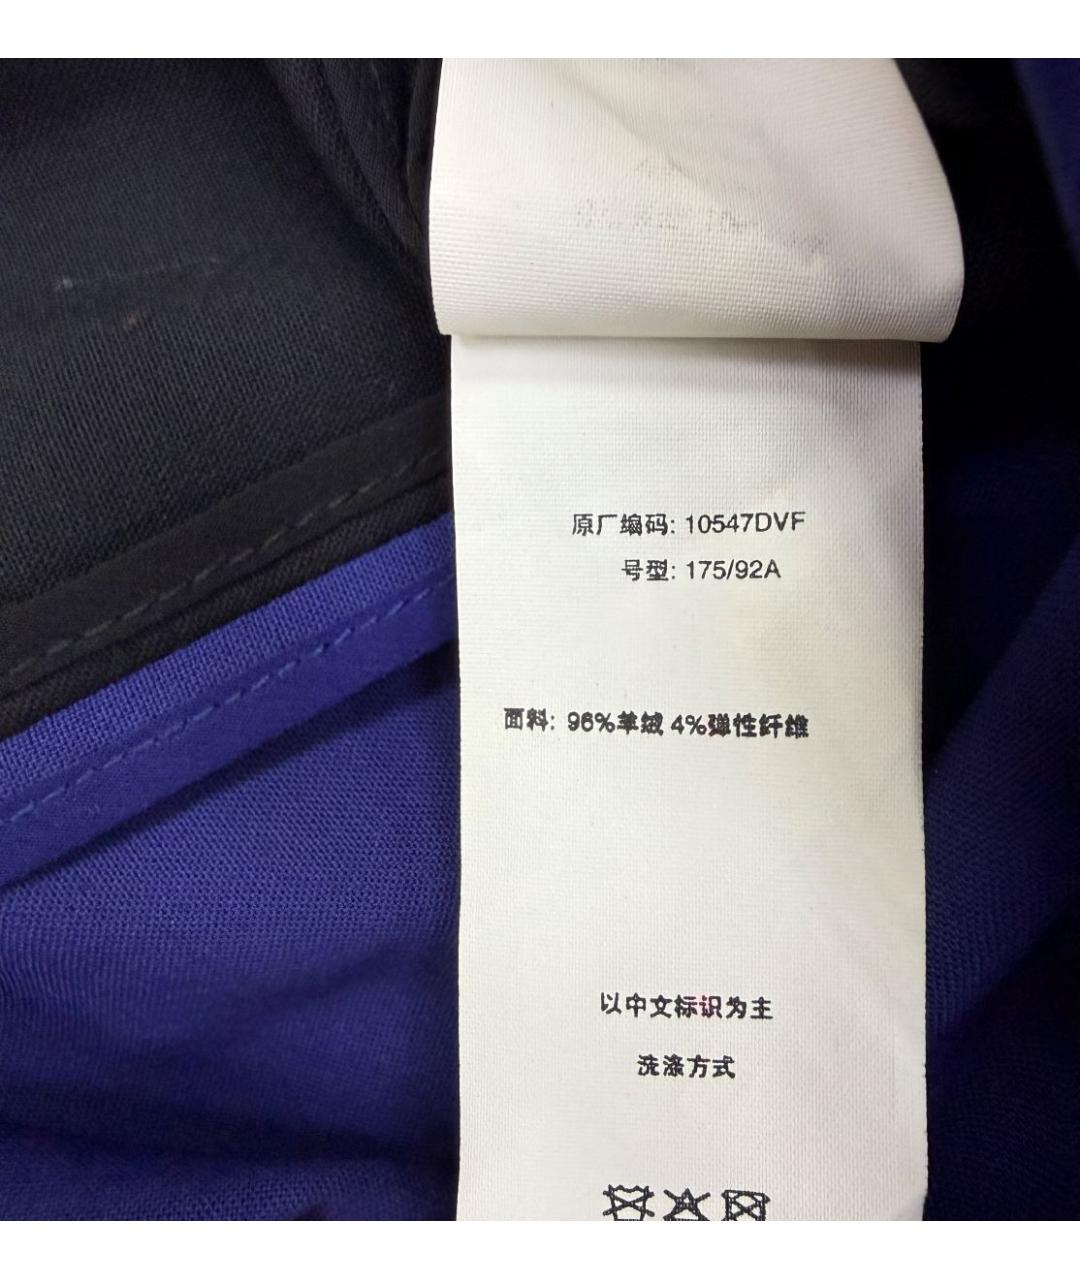 原厂编码: 10547DVF
号型: 175/92A
面料: 96%羊绒 4%弹性纤维
以中文标识为主
洗涤方式